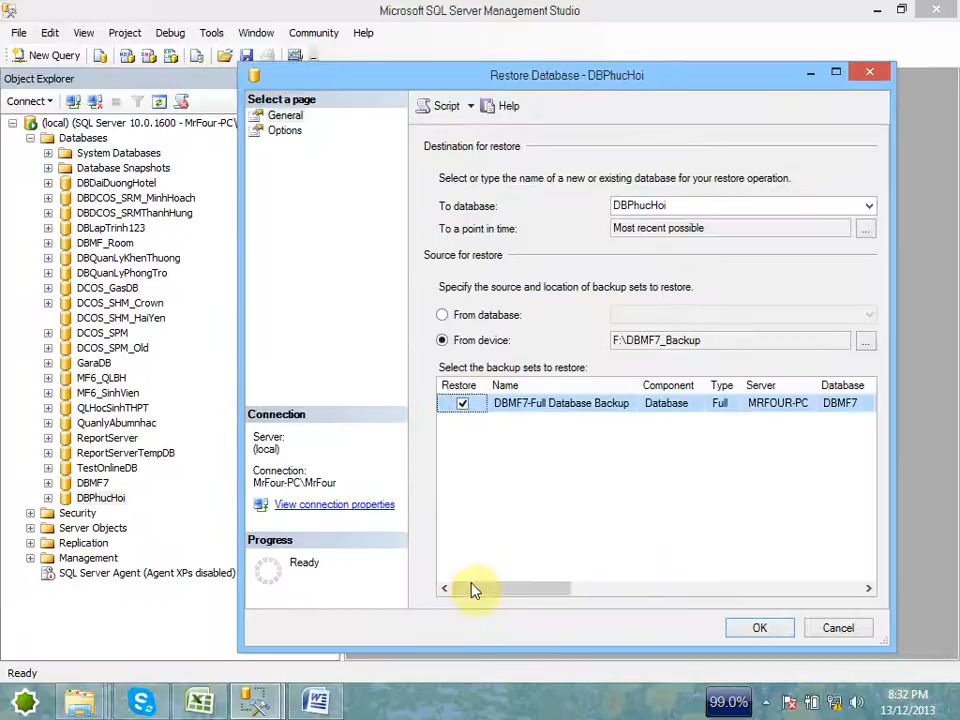 Microsoft SQL Server Management Studio
File Edit View Project Debug Tools Window Community Help
New Query
Object Explorer
Connect
(local) (SQL Server 10.0.1600 - MrFour-PC\
Databases
System Databases
Database Snapshots
DBDaiDuongHotel
DBDCOS_SRM_MinhHoach
DBDCOS_SRMThanhHung
DBLapTrinh123
DBMF_Room
DBQuanLyKhenThuong
DBQuanLyPhongTro
DCOS_GasDB
DCOS_SHM_Crown
DCOS_SHM_HaiYen
DCOS_SPM
DCOS_SPM_Old
GaraDB
MF6_QLBH
MF6_SinhVien
QLHocSinhTHPT
QuanlyAbumnhac
ReportServer
ReportServerTempDB
TestOnlineDB
DBMF7
DBPhucHoi
Security
Server Objects
Replication
Management
SQL Server Agent (Agent XPs disabled)
Restore Database - DBPhucHoi
Select a page
General
Options
Connection
Server:
(local)
Connection:
MrFour-PC\MrFour
View connection properties
Progress
Ready
Script Help
Destination for restore
Select or type the name of a new or existing database for your restore operation.
To database: DBPhucHoi
To a point in time: Most recent possible ...
Source for restore
Specify the source and location of backup sets to restore.
From database:
From device: F:\DBMF7_Backup ...
Select the backup sets to restore:
Restore Name Component Type Server Database
DBMF7-Full Database Backup Database Full MRFOUR-PC DBMF7
OK Cancel
Ready
99.0%
8:32 PM
13/12/2013